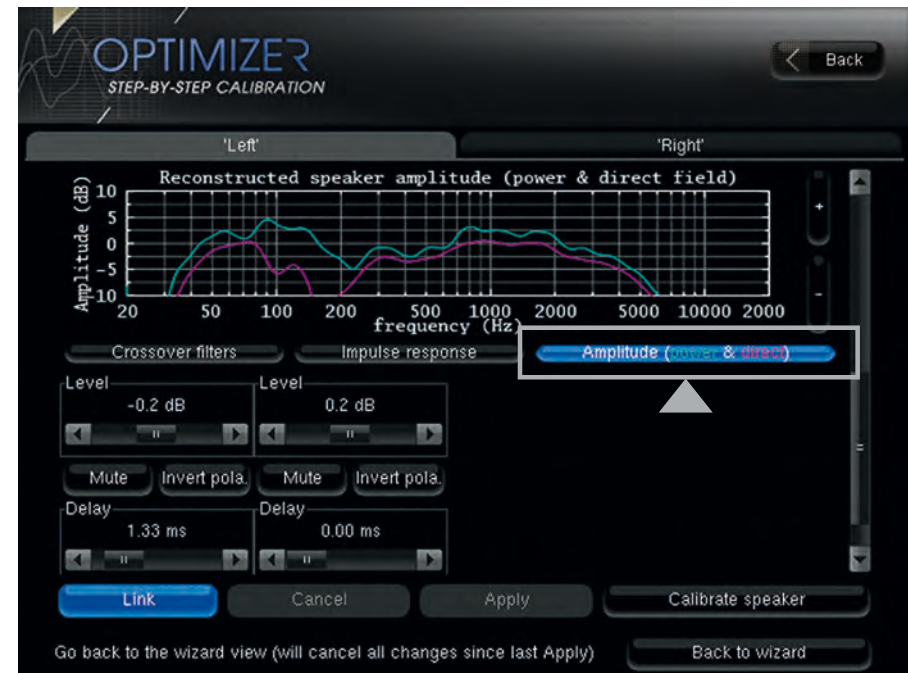 OPTIMIZER
STEP-BY-STEP CALIBRATION
Back
'Left' 'Right'
Reconstructed speaker amplitude (power & direct field)
Amplitude (dB)
10
5
0
-5
-10
20 50 100 200 500 1000 2000 5000 10000 2000
frequency (Hz)
+
-
Crossover filters Impulse response Amplitude (power & direct)
Level Level
-0.2 dB 0.2 dB
Mute Invert pola. Mute Invert pola.
Delay Delay
1.33 ms 0.00 ms
Link Cancel Apply Calibrate speaker
Go back to the wizard view (will cancel all changes since last Apply) Back to wizard